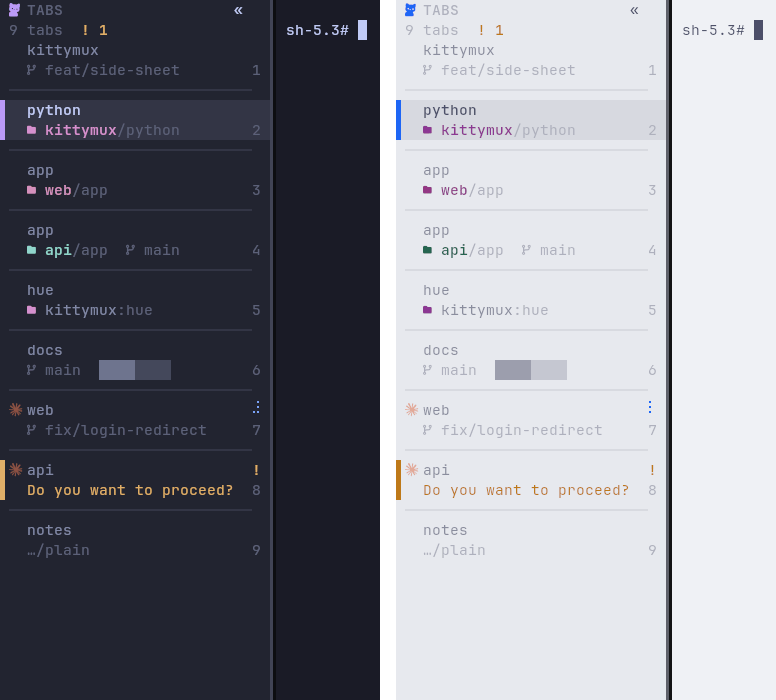 TABS «
9 tabs ! 1
kittymux
feat/side-sheet 1
python
kittymux/python 2
app
web/app 3
app
api/app main 4
hue
kittymux:hue 5
docs
main 6
web
fix/login-redirect 7
api !
Do you want to proceed? 8
notes
…/plain 9
sh-5.3#
TABS «
9 tabs ! 1
kittymux
feat/side-sheet 1
python
kittymux/python 2
app
web/app 3
app
api/app main 4
hue
kittymux:hue 5
docs
main 6
web
fix/login-redirect 7
api !
Do you want to proceed? 8
notes
…/plain 9
sh-5.3#